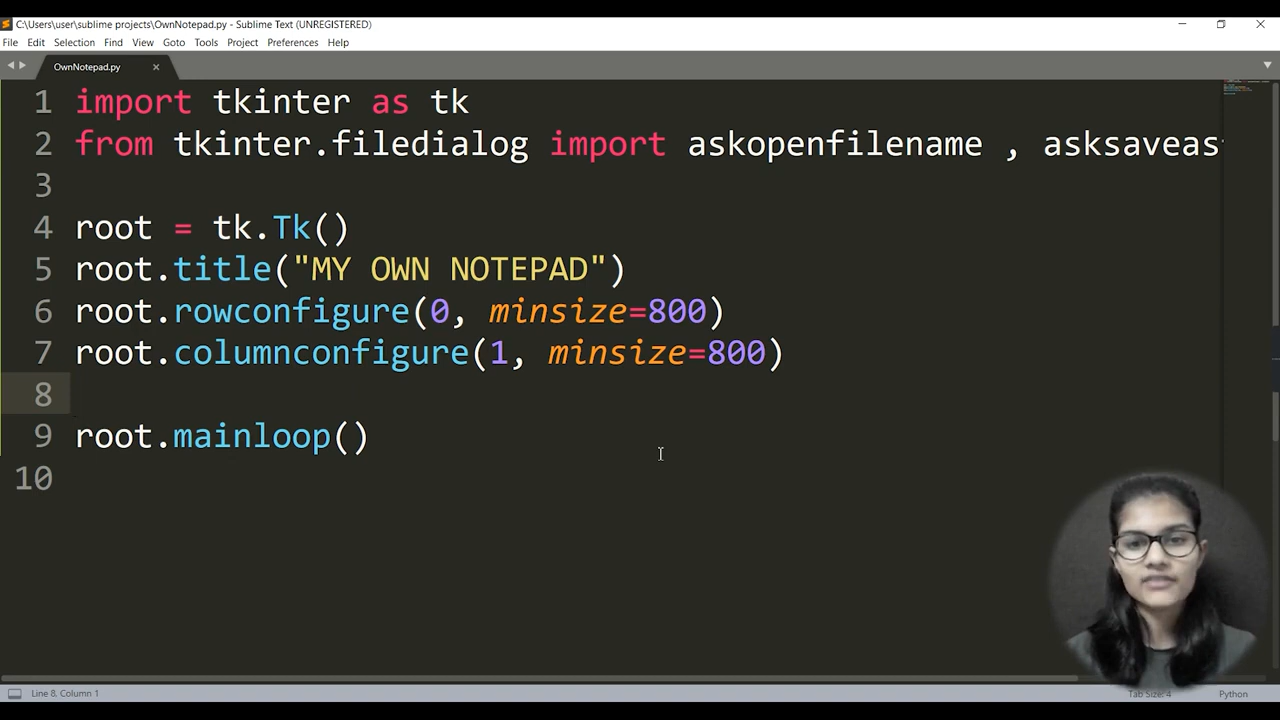 C:\Users\user\sublime projects\OwnNotepad.py - Sublime Text (UNREGISTERED)
File Edit Selection Find View Goto Tools Project Preferences Help
OwnNotepad.py
1 import tkinter as tk
2 from tkinter.filedialog import askopenfilename , asksaveas
3
4 root = tk.Tk()
5 root.title("MY OWN NOTEPAD")
6 root.rowconfigure(0, minsize=800)
7 root.columnconfigure(1, minsize=800)
8
9 root.mainloop()
10
Line 8, Column 1 Tab Size: 4 Python